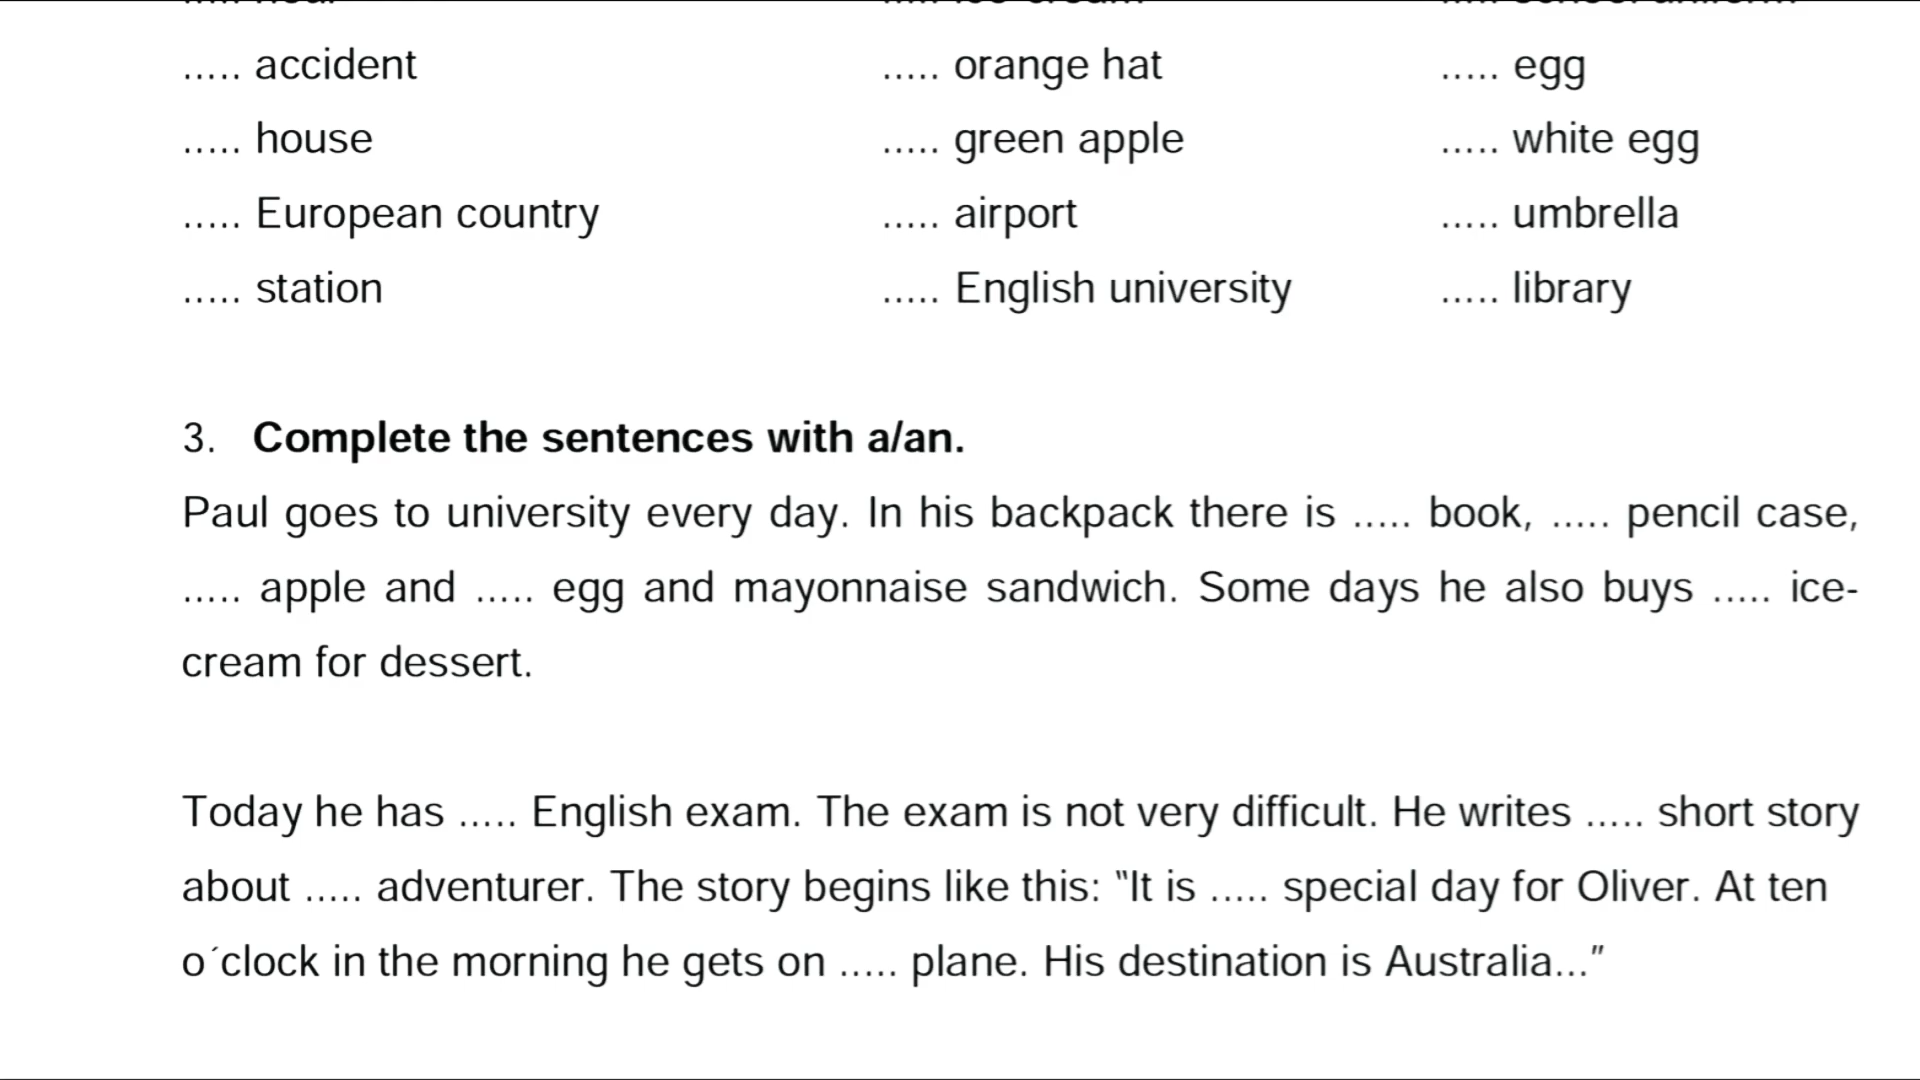 ..... accident ..... orange hat ..... egg
..... house ..... green apple ..... white egg
..... European country ..... airport ..... umbrella
..... station ..... English university ..... library
3. Complete the sentences with a/an.
Paul goes to university every day. In his backpack there is ..... book, ..... pencil case,
..... apple and ..... egg and mayonnaise sandwich. Some days he also buys ..... ice-
cream for dessert.
Today he has ..... English exam. The exam is not very difficult. He writes ..... short story
about ..... adventurer. The story begins like this: “It is ..... special day for Oliver. At ten
o´clock in the morning he gets on ..... plane. His destination is Australia...”